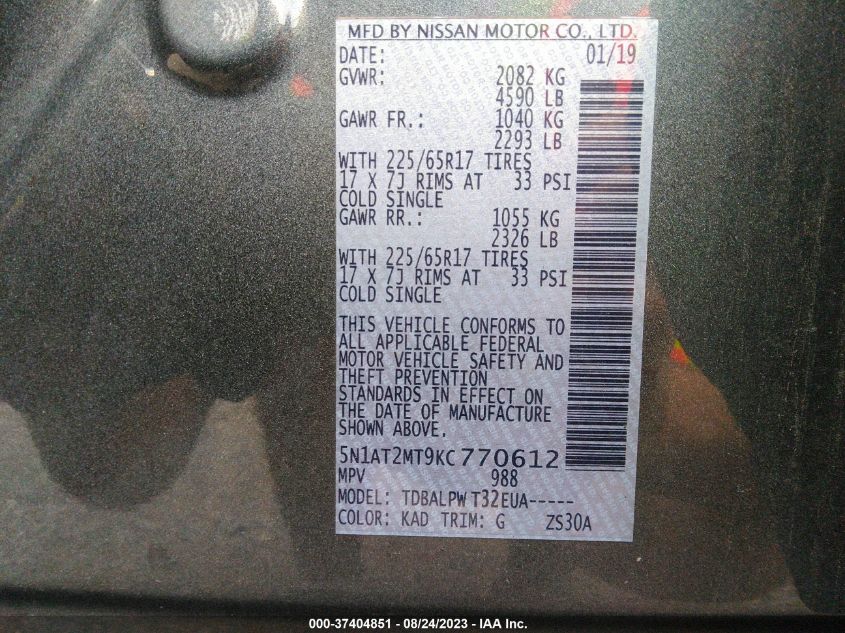 MFD BY NISSAN MOTOR CO., LTD.
DATE: 01/19
GVWR: 2082 KG
4590 LB
GAWR FR.: 1040 KG
2293 LB
WITH 225/65R17 TIRES
17 X 7J RIMS AT 33 PSI
COLD SINGLE
GAWR RR.: 1055 KG
2326 LB
WITH 225/65R17 TIRES
17 X 7J RIMS AT 33 PSI
COLD SINGLE
THIS VEHICLE CONFORMS TO
ALL APPLICABLE FEDERAL
MOTOR VEHICLE SAFETY AND
THEFT PREVENTION
STANDARDS IN EFFECT ON
THE DATE OF MANUFACTURE
SHOWN ABOVE.
5N1AT2MT9KC770612
MPV 988
MODEL: TDBALPW T32EUA-----
COLOR: KAD TRIM: G ZS30A
000-37404851 - 08/24/2023 - IAA Inc.